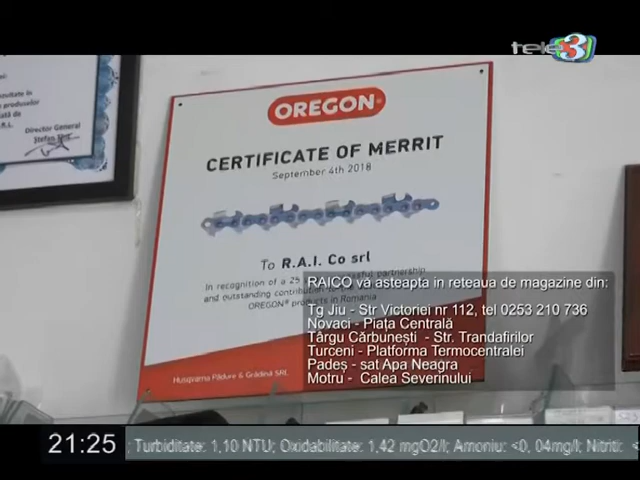 tele3
i:
Director General
Ștefan
OREGON
CERTIFICATE OF MERRIT
September 4th 2018
To R.A.I. Co srl
In recognition of a 25 partnership
and outstanding
OREGON® products in Romania
Husqvarna Pădure & Grădină SRL
RAICO vă asteapta in reteaua de magazine din:
Tg Jiu - Str Victoriei nr 112, tel 0253 210 736
Novaci - Piața Centrală
Târgu Cărbunești - Str. Trandafirilor
Turceni - Platforma Termocentralei
Padeș - sat Apa Neagra
Motru - Calea Severinului
21:25 ; Turbiditate: 1,10 NTU; Oxidabilitate: 1,42 mgO2/l; Amoniu: <0, 04mg/l; Nitriti: <